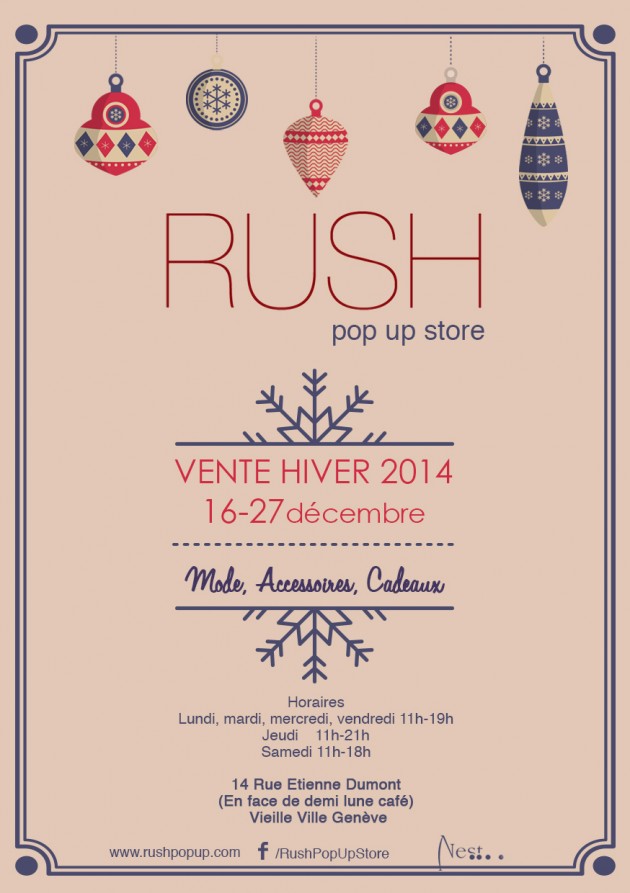 RUSH
pop up store
VENTE HIVER 2014
16-27 décembre
Mode, Accessoires, Cadeaux
Horaires
Lundi, mardi, mercredi, vendredi 11h-19h
Jeudi 11h-21h
Samedi 11h-18h
14 Rue Etienne Dumont
(En face de demi lune café)
Vieille Ville Genève
www.rushpopup.com f /RushPopUpStore Nest...